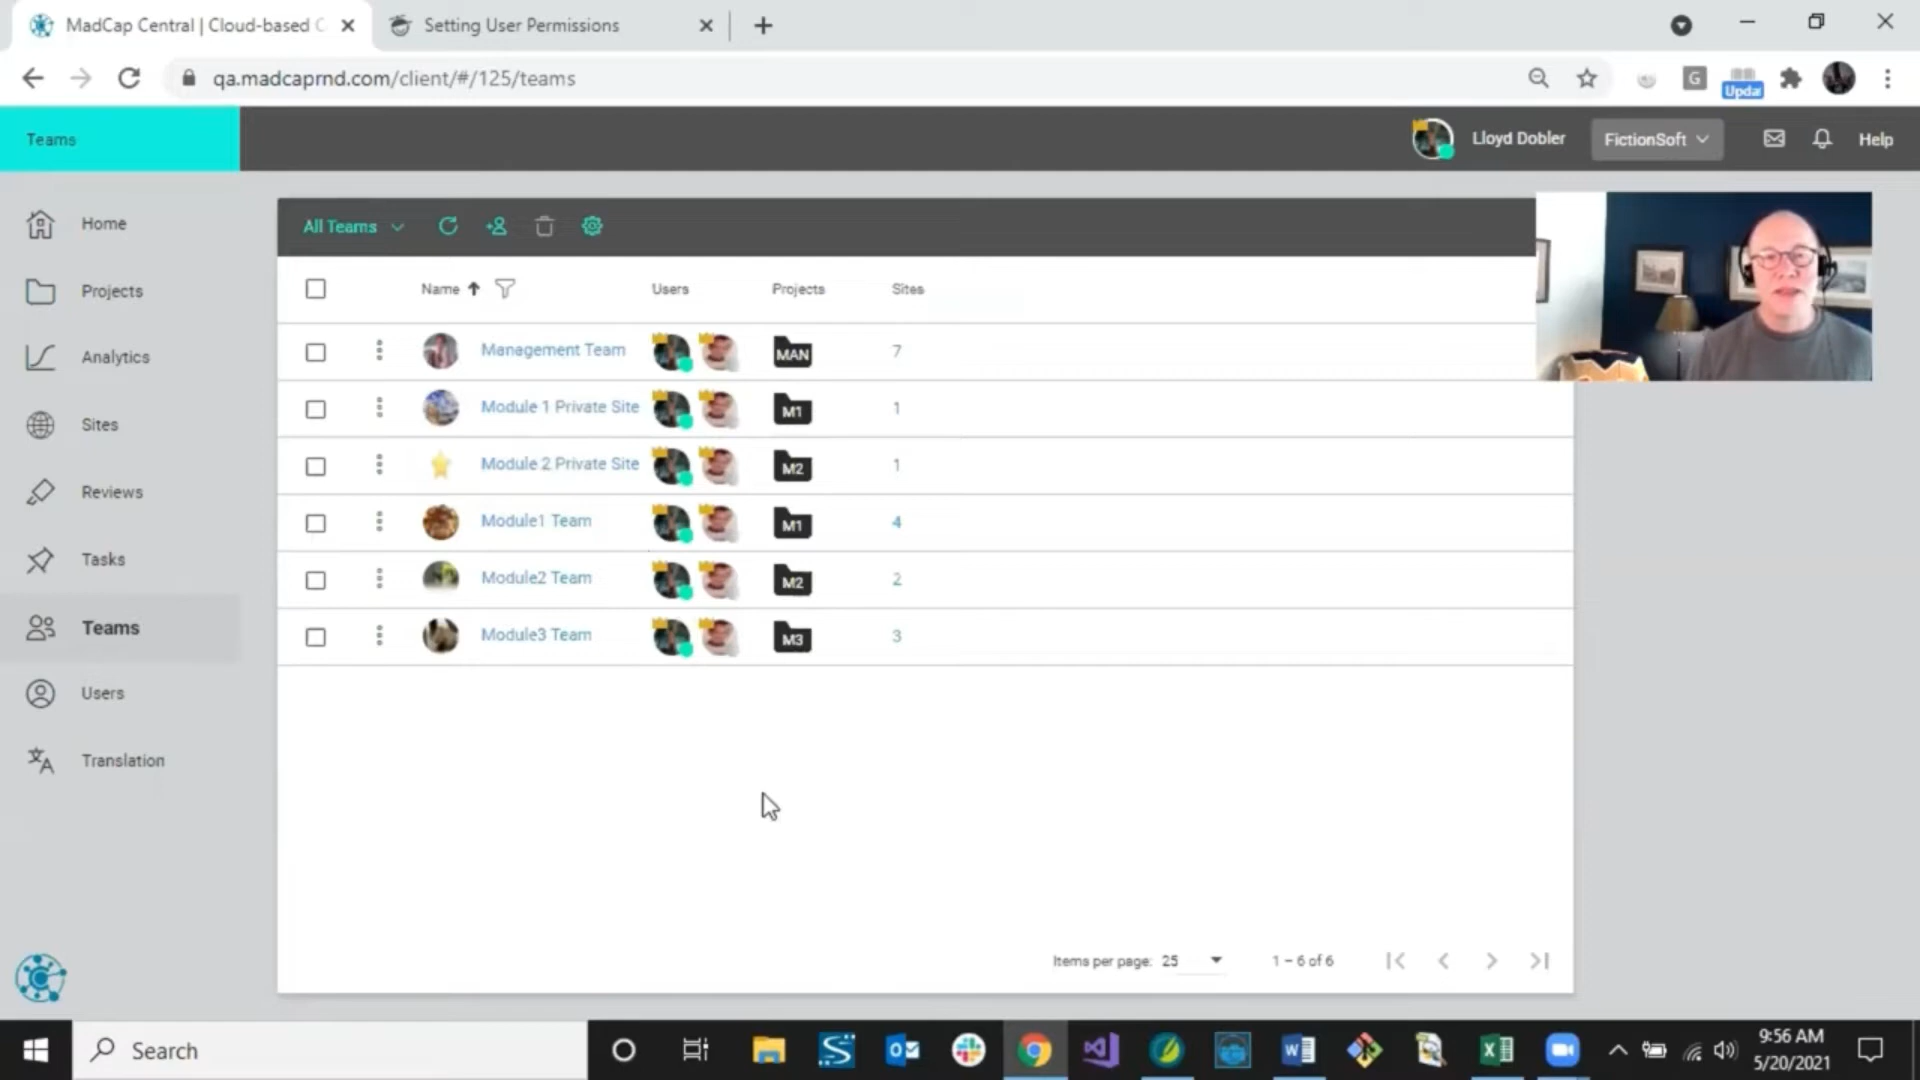 MadCap Central | Cloud-based C
Setting User Permissions
qa.madcaprnd.com/client/#/125/teams
G
Updat
Teams
Lloyd Dobler
FictionSoft
Help
Home
Projects
Analytics
Sites
Reviews
Tasks
Teams
Users
Translation
All Teams
Name
Users
Projects
Sites
Management Team
MAN
7
Module 1 Private Site
M1
1
Module 2 Private Site
M2
1
Module1 Team
M1
4
Module2 Team
M2
2
Module3 Team
M3
3
Items per page: 25
1 – 6 of 6
Search
9:56 AM
5/20/2021